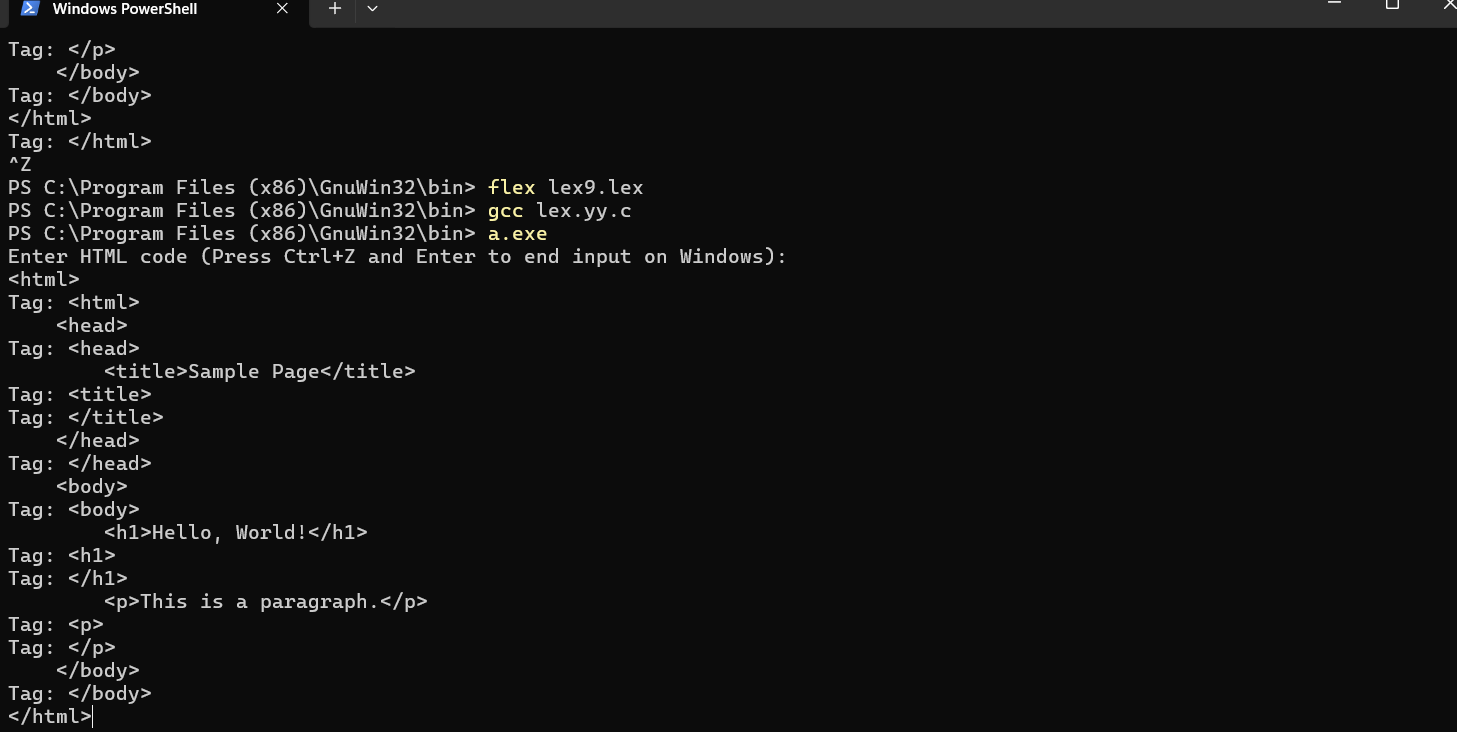 Windows PowerShell
Tag: </p>
    </body>
Tag: </body>
</html>
Tag: </html>
^Z
PS C:\Program Files (x86)\GnuWin32\bin> flex lex9.lex
PS C:\Program Files (x86)\GnuWin32\bin> gcc lex.yy.c
PS C:\Program Files (x86)\GnuWin32\bin> a.exe
Enter HTML code (Press Ctrl+Z and Enter to end input on Windows):
<html>
Tag: <html>
    <head>
Tag: <head>
        <title>Sample Page</title>
Tag: <title>
Tag: </title>
    </head>
Tag: </head>
    <body>
Tag: <body>
        <h1>Hello, World!</h1>
Tag: <h1>
Tag: </h1>
        <p>This is a paragraph.</p>
Tag: <p>
Tag: </p>
    </body>
Tag: </body>
</html>